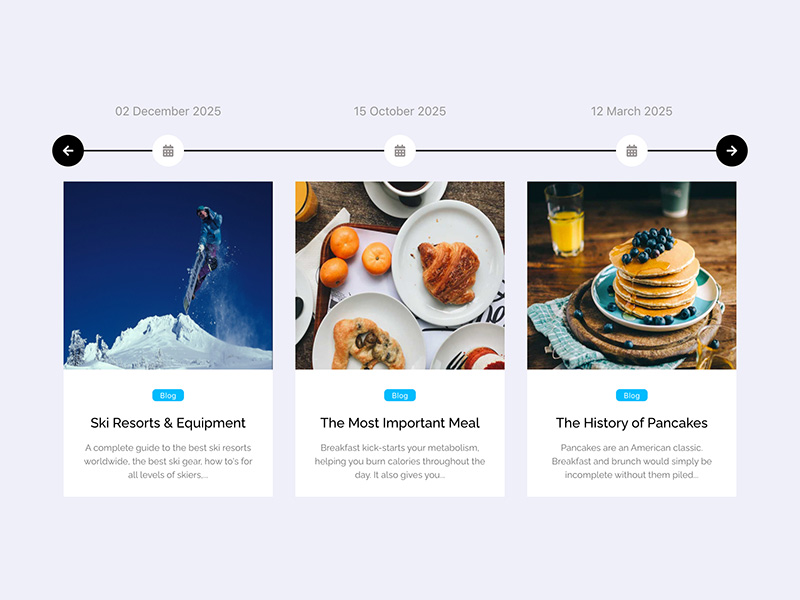 02 December 2025
15 October 2025
12 March 2025
Blog
Ski Resorts & Equipment
A complete guide to the best ski resorts
worldwide, the best ski gear, how to's for
all levels of skiers,...
Blog
The Most Important Meal
Breakfast kick-starts your metabolism,
helping you burn calories throughout the
day. It also gives you...
Blog
The History of Pancakes
Pancakes are an American classic.
Breakfast and brunch would simply be
incomplete without them piled...